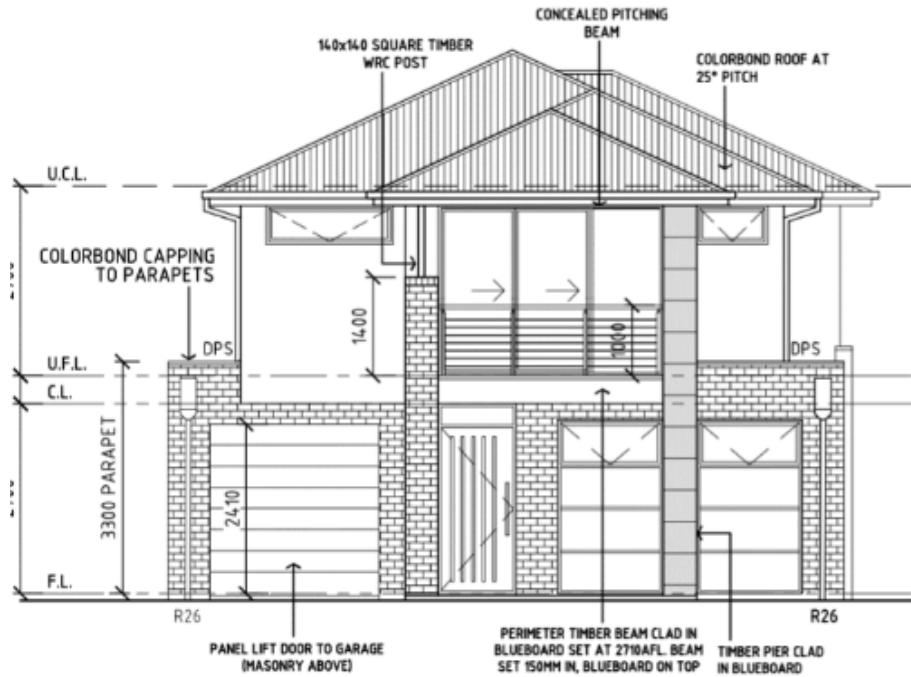 CONCEALED PITCHING
BEAM
140x140 SQUARE TIMBER
WRC POST
COLORBOND ROOF AT
25° PITCH
U.C.L.
COLORBOND CAPPING
TO PARAPETS
1400
1000
DPS
DPS
U.F.L.
C.L.
3300 PARAPET
2410
F.L.
R26
R26
PANEL LIFT DOOR TO GARAGE
(MASONRY ABOVE)
PERIMETER TIMBER BEAM CLAD IN
BLUEBOARD SET AT 2710AFL. BEAM
SET 150MM IN, BLUEBOARD ON TOP
TIMBER PIER CLAD
IN BLUEBOARD